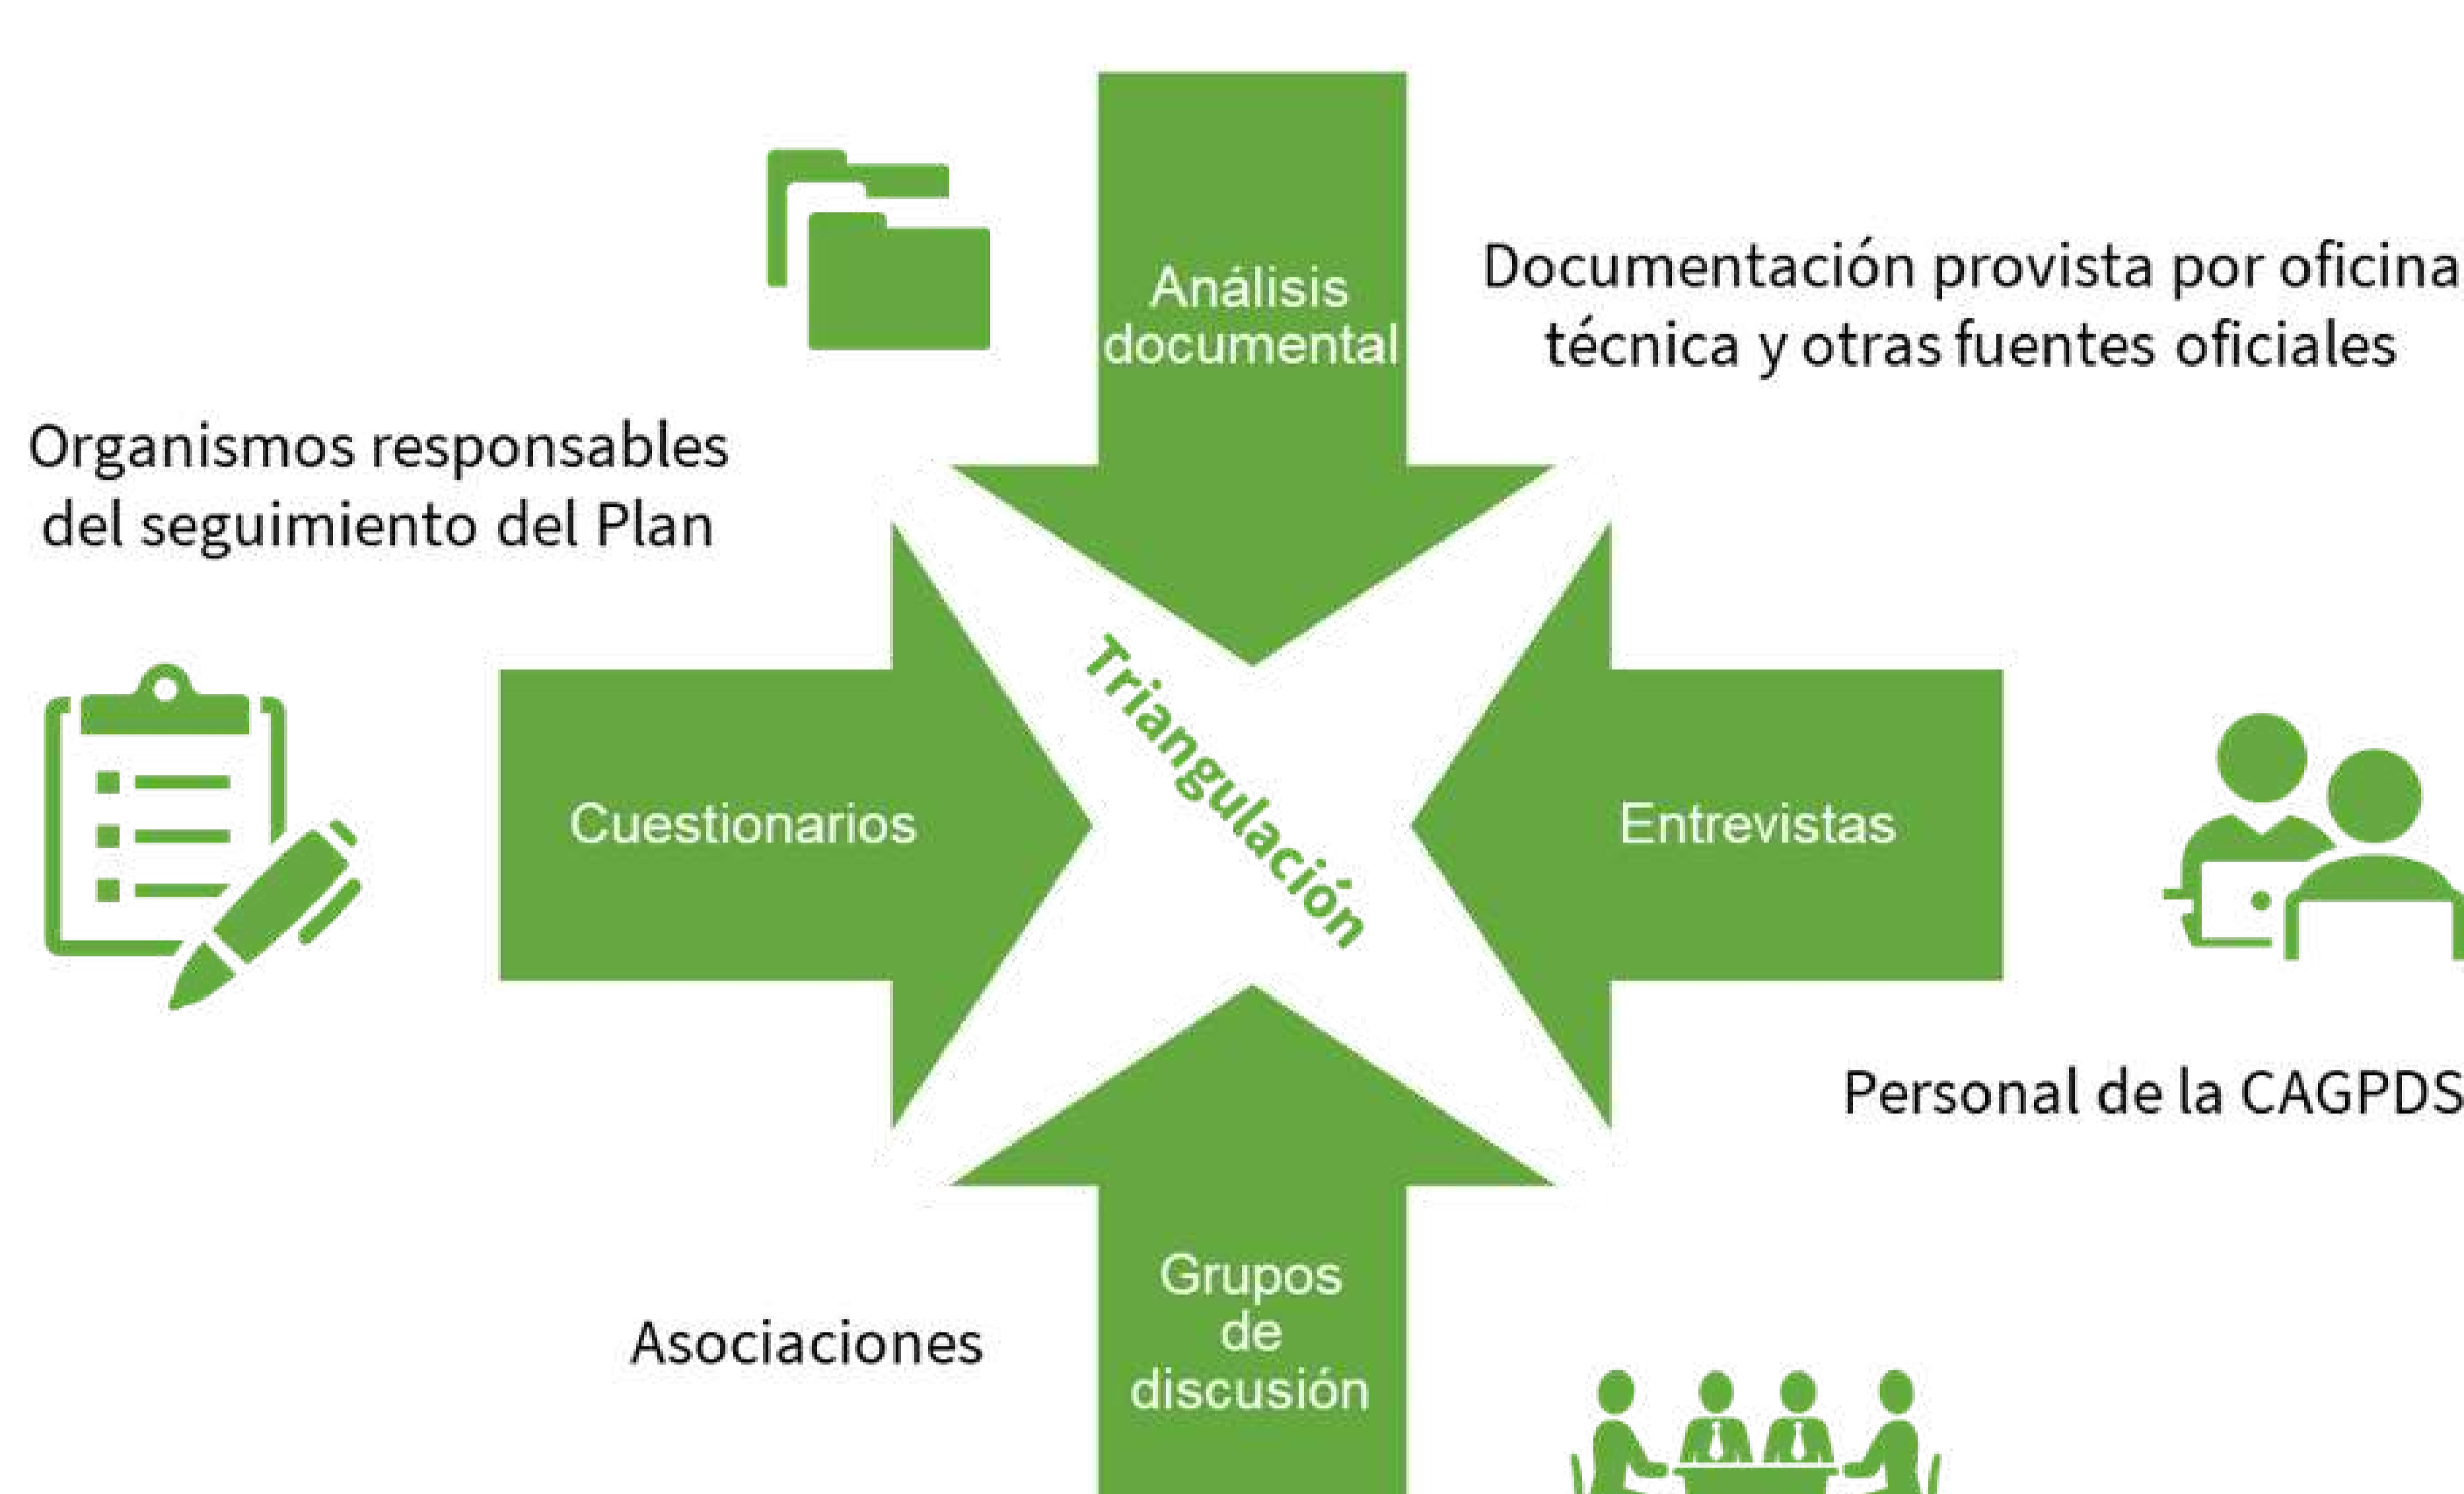 Análisis
documental
Documentación provista por oficina
técnica y otras fuentes oficiales
Organismos responsables
del seguimiento del Plan
Cuestionarios
Triangulación
Entrevistas
Personal de la CAGPDS
Grupos
de
discusión
Asociaciones